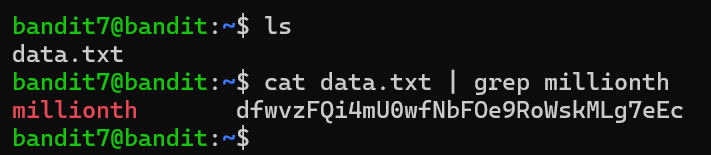 bandit7@bandit:~$ ls
data.txt
bandit7@bandit:~$ cat data.txt | grep millionth
millionth       dfwvzFQi4mU0wfNbFOe9RoWskMLg7eEc
bandit7@bandit:~$